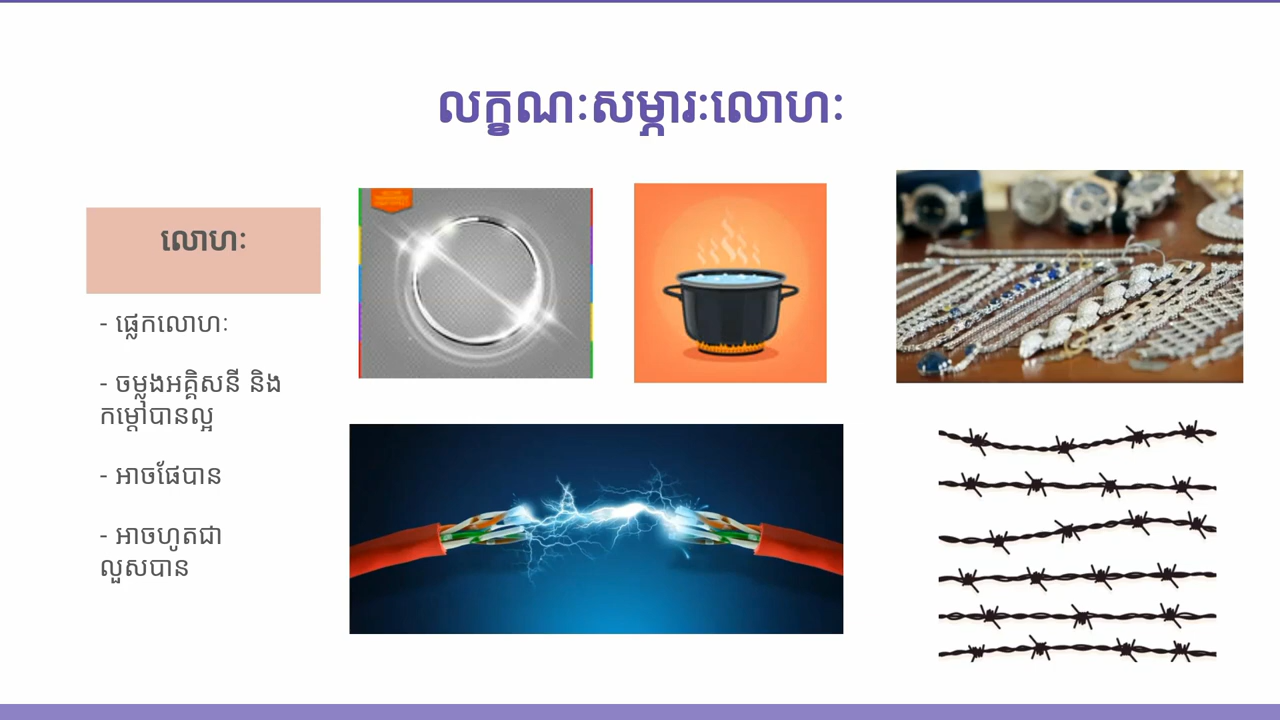 លក្ខណៈសម្ភារៈលោហៈ
លោហៈ
- ផ្លេកលោហៈ
- ចម្លងអគ្គិសនី និង
កម្ដៅបានល្អ
- អាចផែបាន
- អាចហូតជា
លួសបាន